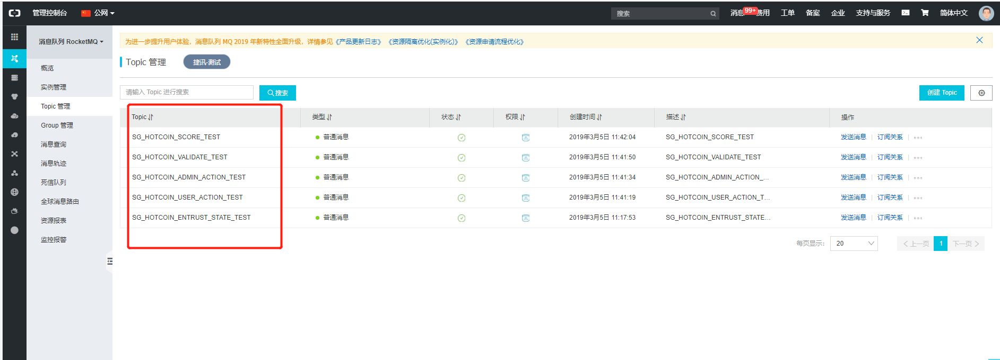 管理控制台 公网 搜索 消息 99+ 费用 工单 备案 企业 支持与服务 简体中文
消息队列 RocketMQ
概览
实例管理
Topic 管理
Group 管理
消息查询
消息轨迹
死信队列
全球消息路由
资源报表
监控报警
为进一步提升用户体验，消息队列 MQ 2019 年新特性全面升级，详情参见《产品更新日志》 《资源隔离优化(实例化)》 《资源申请流程优化》
Topic 管理 捷讯-测试
请输入 Topic 进行搜索 搜索 创建 Topic
Topic 类型 状态 权限 创建时间 描述 操作
SG_HOTCOIN_SCORE_TEST 普通消息 2019年3月5日 11:42:04 SG_HOTCOIN_SCORE_TEST 发送消息 订阅关系
SG_HOTCOIN_VALIDATE_TEST 普通消息 2019年3月5日 11:41:50 SG_HOTCOIN_VALIDATE_TEST 发送消息 订阅关系
SG_HOTCOIN_ADMIN_ACTION_TEST 普通消息 2019年3月5日 11:41:34 SG_HOTCOIN_ADMIN_ACTION_... 发送消息 订阅关系
SG_HOTCOIN_USER_ACTION_TEST 普通消息 2019年3月5日 11:41:19 SG_HOTCOIN_USER_ACTION_T... 发送消息 订阅关系
SG_HOTCOIN_ENTRUST_STATE_TEST 普通消息 2019年3月5日 11:17:53 SG_HOTCOIN_ENTRUST_STATE... 发送消息 订阅关系
每页显示： 20 上一页 1 下一页